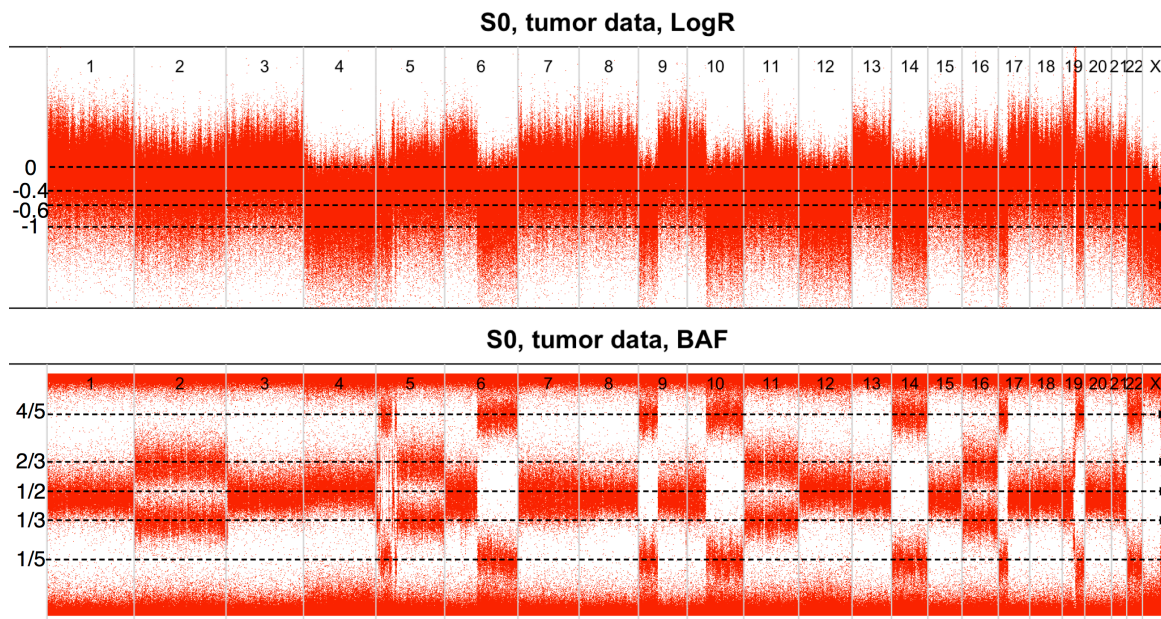 S0, tumor data, LogR
1 2 3 4 5 6 7 8 9 10 11 12 13 14 15 16 17 18 19 20 21 22 X
0
-0.4
-0.6
-1
S0, tumor data, BAF
1 2 3 4 5 6 7 8 9 10 11 12 13 14 15 16 17 18 19 20 21 22 X
4/5
2/3
1/2
1/3
1/5